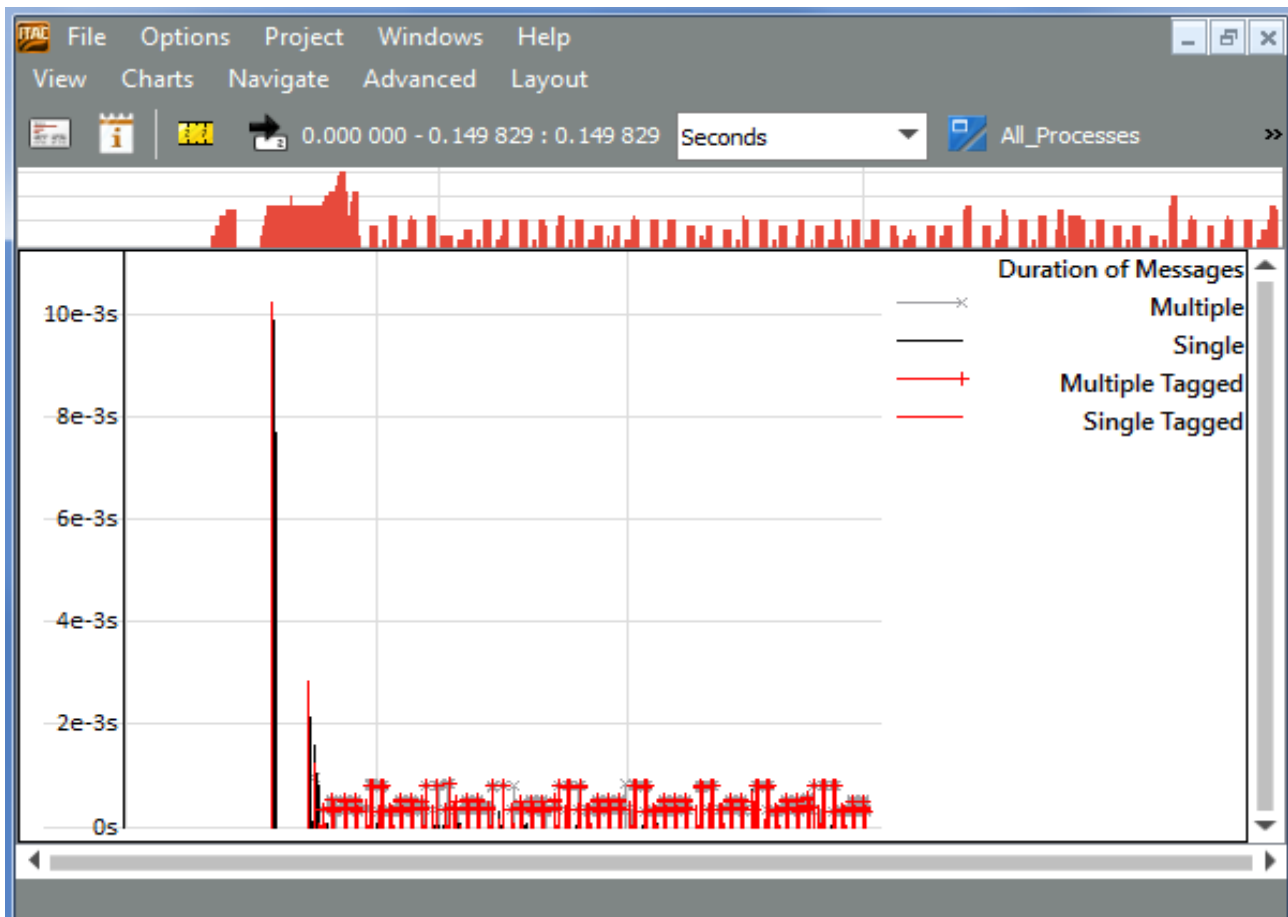 ITAC File Options Project Windows Help
View Charts Navigate Advanced Layout
0.000 000 - 0.149 829 : 0.149 829 Seconds All_Processes »
Duration of Messages
Multiple
Single
Multiple Tagged
Single Tagged
10e-3s
8e-3s
6e-3s
4e-3s
2e-3s
0s